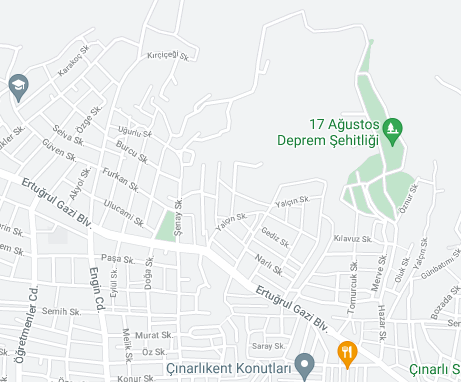 Kırçiçeği Sk.
Karakoç Sk.
Özge Sk.
17 Ağustos
Deprem Şehitliği
Uğurlu Sk.
Selva Sk.
Burcu Sk.
Güven Sk.
Furkan Sk.
Akyol Sk.
Ertuğrul Gazi Blv.
Ulucami Sk.
Şenay Sk.
Yalçın Sk.
Yalçın Sk.
Öznur Sk.
Gediz Sk.
Kılavuz Sk.
Paşa Sk.
Narlı Sk.
Yalçın Sk.
Oluk Sk.
Günbatımı Sk.
Merve Sk.
Eylül Sk.
Doğa Sk.
Engin Cd.
Öğretmenler Cd.
Ertuğrul Gazi Blv.
Tomurcuk Sk.
Hazar Sk.
Bozada Sk.
Semih Sk.
Melik Sk.
Murat Sk.
Saray Sk.
Öz Sk.
Çınarlıkent Konutları
Çınarlı S
Konur Sk.